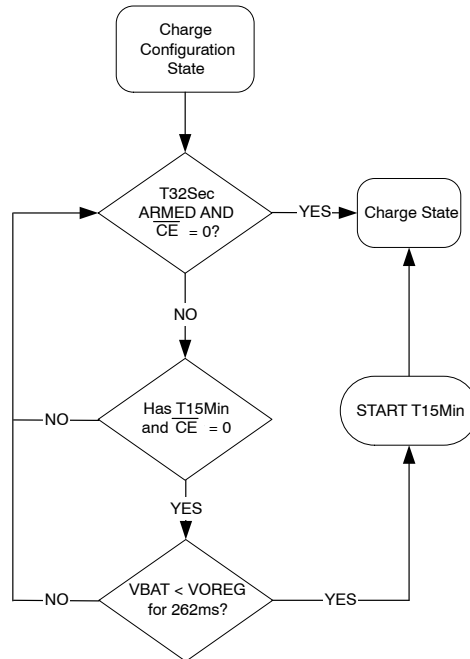 Charge
Configuration
State
T32Sec
ARMED AND
CE = 0?
YES
Charge State
NO
Has T15Min
and CE = 0
NO
START T15Min
YES
VBAT < VOREG
for 262ms?
NO
YES